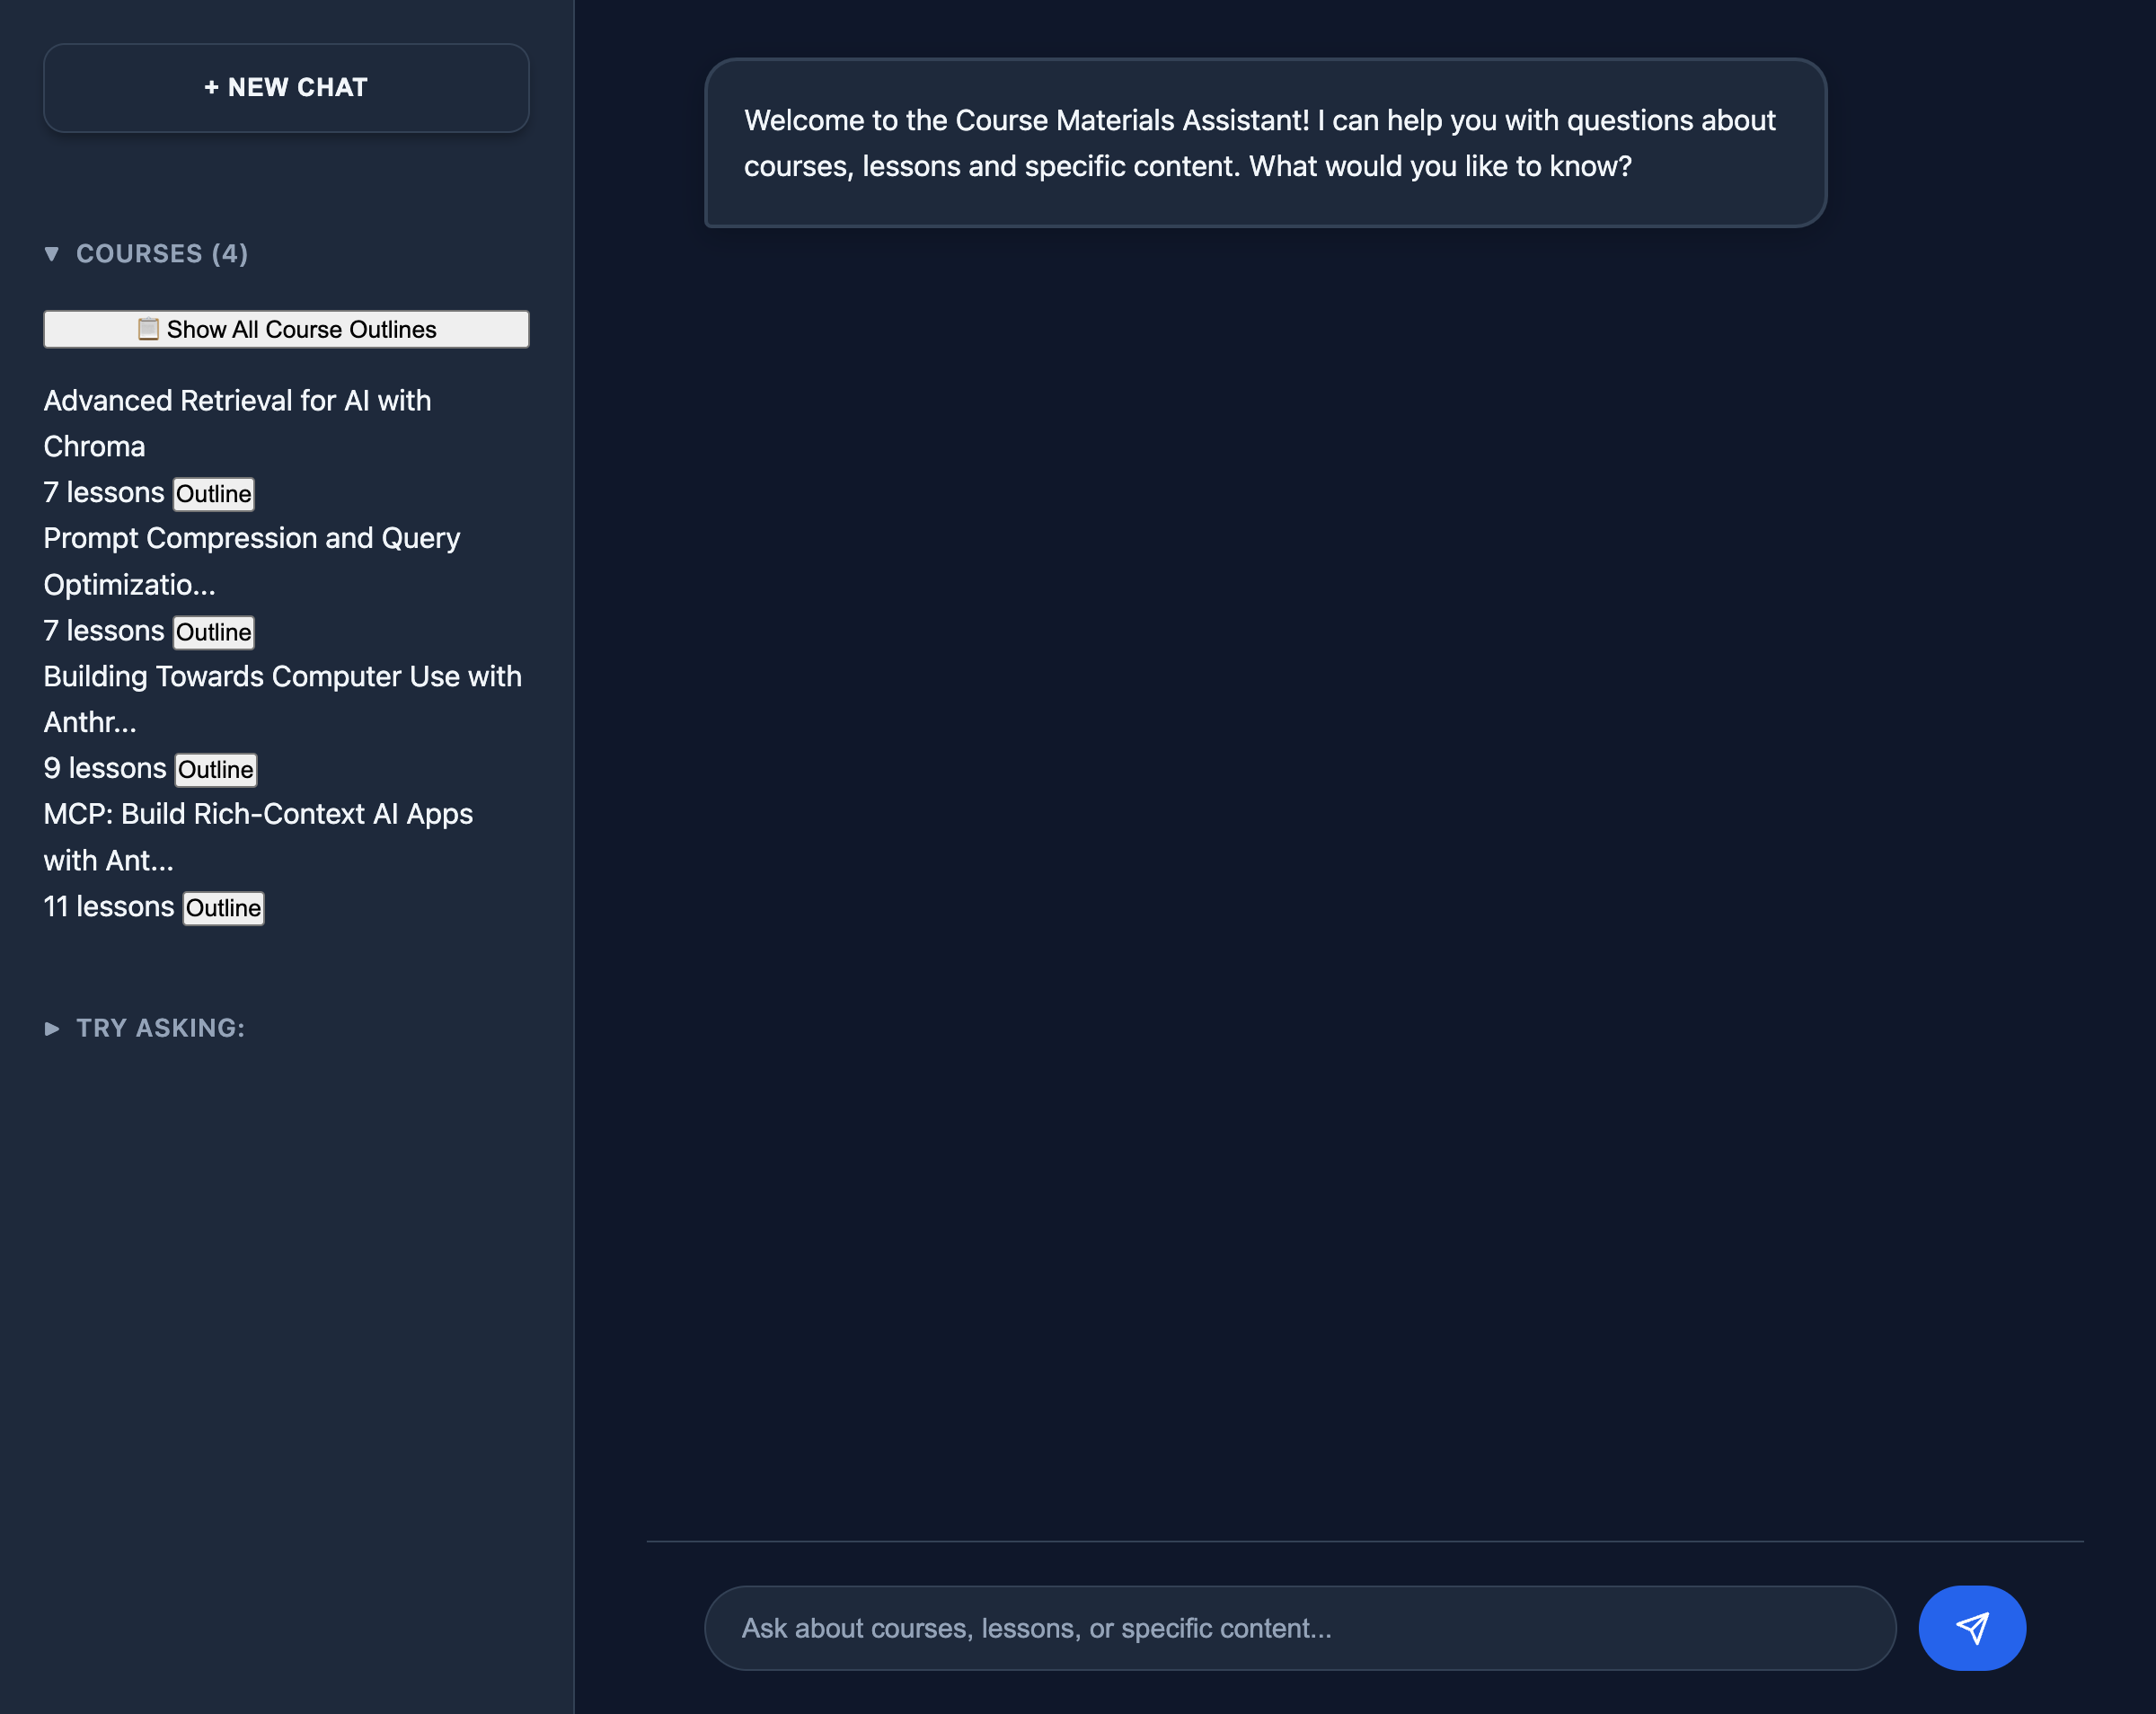 + NEW CHAT
▼ COURSES (4)
📋 Show All Course Outlines
Advanced Retrieval for AI with
Chroma
7 lessons Outline
Prompt Compression and Query
Optimizatio...
7 lessons Outline
Building Towards Computer Use with
Anthr...
9 lessons Outline
MCP: Build Rich-Context AI Apps
with Ant...
11 lessons Outline
▶ TRY ASKING:
Welcome to the Course Materials Assistant! I can help you with questions about
courses, lessons and specific content. What would you like to know?
Ask about courses, lessons, or specific content...